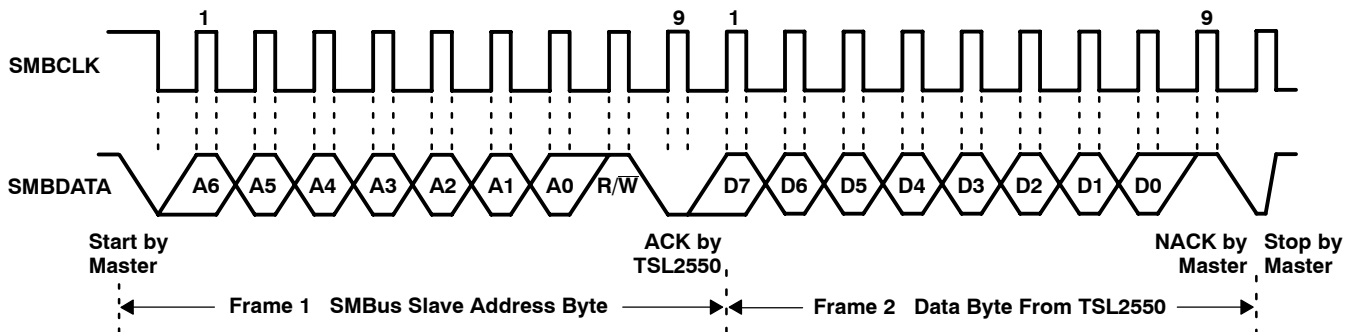 1 9 1 9
SMBCLK
SMBDATA A6 A5 A4 A3 A2 A1 A0 R/W̅ D7 D6 D5 D4 D3 D2 D1 D0
Start by
Master
ACK by
TSL2550
NACK by
Master
Stop by
Master
Frame 1 SMBus Slave Address Byte
Frame 2 Data Byte From TSL2550